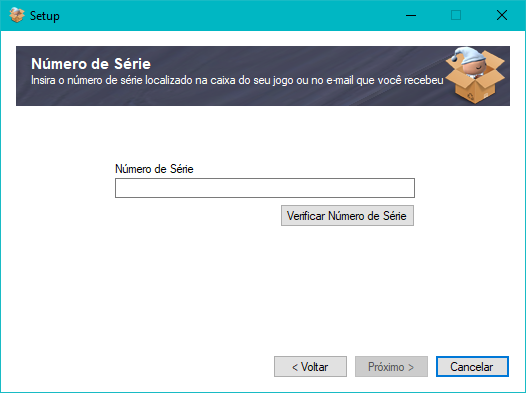 Setup
Número de Série
Insira o número de série localizado na caixa do seu jogo ou no e-mail que você recebeu
Número de Série
Verificar Número de Série
< Voltar
Próximo >
Cancelar